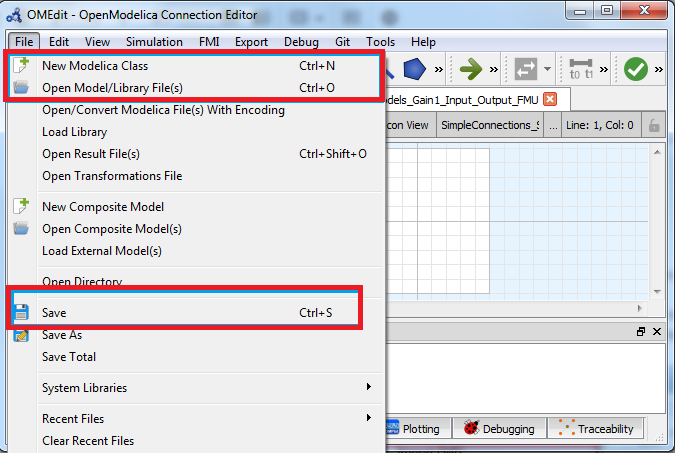 OMEdit - OpenModelica Connection Editor
File Edit View Simulation FMI Export Debug Git Tools Help
New Modelica Class Ctrl+N
Open Model/Library File(s) Ctrl+O
Open/Convert Modelica File(s) With Encoding
Load Library
Open Result File(s) Ctrl+Shift+O
Open Transformations File
New Composite Model
Open Composite Model(s)
Load External Model(s)
Open Directory
Save Ctrl+S
Save As
Save Total
System Libraries
Recent Files
Clear Recent Files
» » t0 t1 »
dels_Gain1_Input_Output_FMU
con View SimpleConnections_S ... Line: 1, Col: 0
Plotting Debugging Traceability